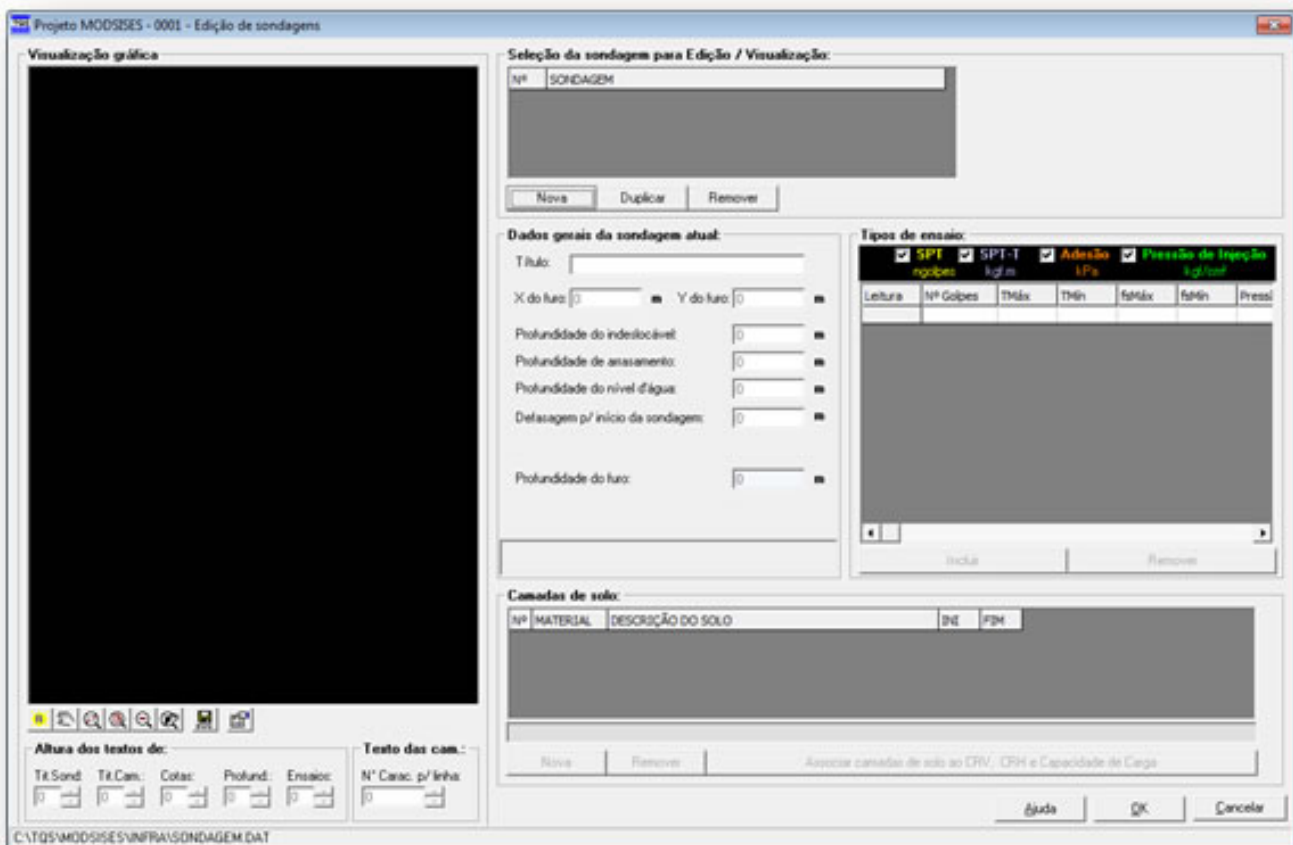 Projeto MODSISES - 0001 - Edição de sondagens
Visualização gráfica
Seleção da sondagem para Edição / Visualização:
Nº SONDAGEM
Nova Duplicar Remover
Dados gerais da sondagem atual:
Título:
X do furo: 0 m Y do furo: 0 m
Profundidade do indeslocável: 0 m
Profundidade de arrasamento: 0 m
Profundidade do nível d'água: 0 m
Defasagem p/ início da sondagem: 0 m
Profundidade do furo: 0 m
Tipos de ensaio:
SPT SPT-T Adesão Pressão de Injeção
ngolpes kgf.m kPa kgf/cm²
Leitura Nº Golpes TMáx TMín fsMáx fsMín Pressã
Incluir Remover
Camadas de solo:
Nº MATERIAL DESCRIÇÃO DO SOLO INI FIM
Nova Remover Associar camadas de solo ao CRV, CRH e Capacidade de Carga
Altura dos textos de:
Tit.Sond: Tit.Cam.: Cotas: Profund.: Ensaios:
0 0 0 0 0
Texto das cam.:
N° Carac. p/ linha:
0
Ajuda OK Cancelar
C:\TQS\MODSISES\INFRA\SONDAGEM.DAT